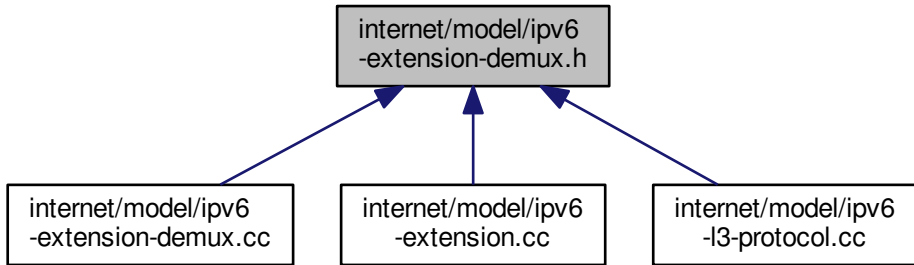 internet/model/ipv6
-extension-demux.h
internet/model/ipv6
-extension-demux.cc
internet/model/ipv6
-extension.cc
internet/model/ipv6
-l3-protocol.cc